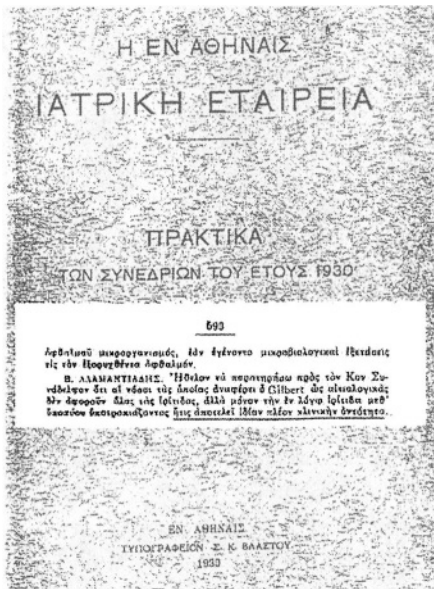 Η ΕΝ ΑΘΗΝΑΙΣ
ΙΑΤΡΙΚΗ ΕΤΑΙΡΕΙΑ
ΠΡΑΚΤΙΚΑ
ΤΩΝ ΣΥΝΕΔΡΙΩΝ ΤΟΥ ΕΤΟΥΣ 1930
593
ὀφθαλμοῦ μικροοργανισμός, ἐὰν ἐγένοντο μικροβιολογικαὶ ἐξετάσεις
εἰς τὸν ἐξορυχθέντα ὀφθαλμόν.
Β. ΑΔΑΜΑΝΤΙΑΔΗΣ. Ἤθελον νὰ παρατηρήσω πρὸς τὸν Κον Συ-
νάδελφον ὅτι αἱ νόσοι τὰς ὁποίας ἀναφέρει ὁ Gilbert ὡς αἰτιολογικὰς
δὲν ἀφοροῦν ὅλας τὰς ἰρίτιδας, ἀλλὰ μόνον τὴν ἐν λόγῳ ἰρίτιδα μεθ'
ὑποπύου ὑποτροπιάζοντος ἥτις ἀποτελεῖ ἰδίαν πλέον κλινικὴν ὀντότητα.
ΕΝ ΑΘΗΝΑΙΣ
ΤΥΠΟΓΡΑΦΕΙΟΝ Σ. Κ. ΒΛΑΣΤΟΥ
1930